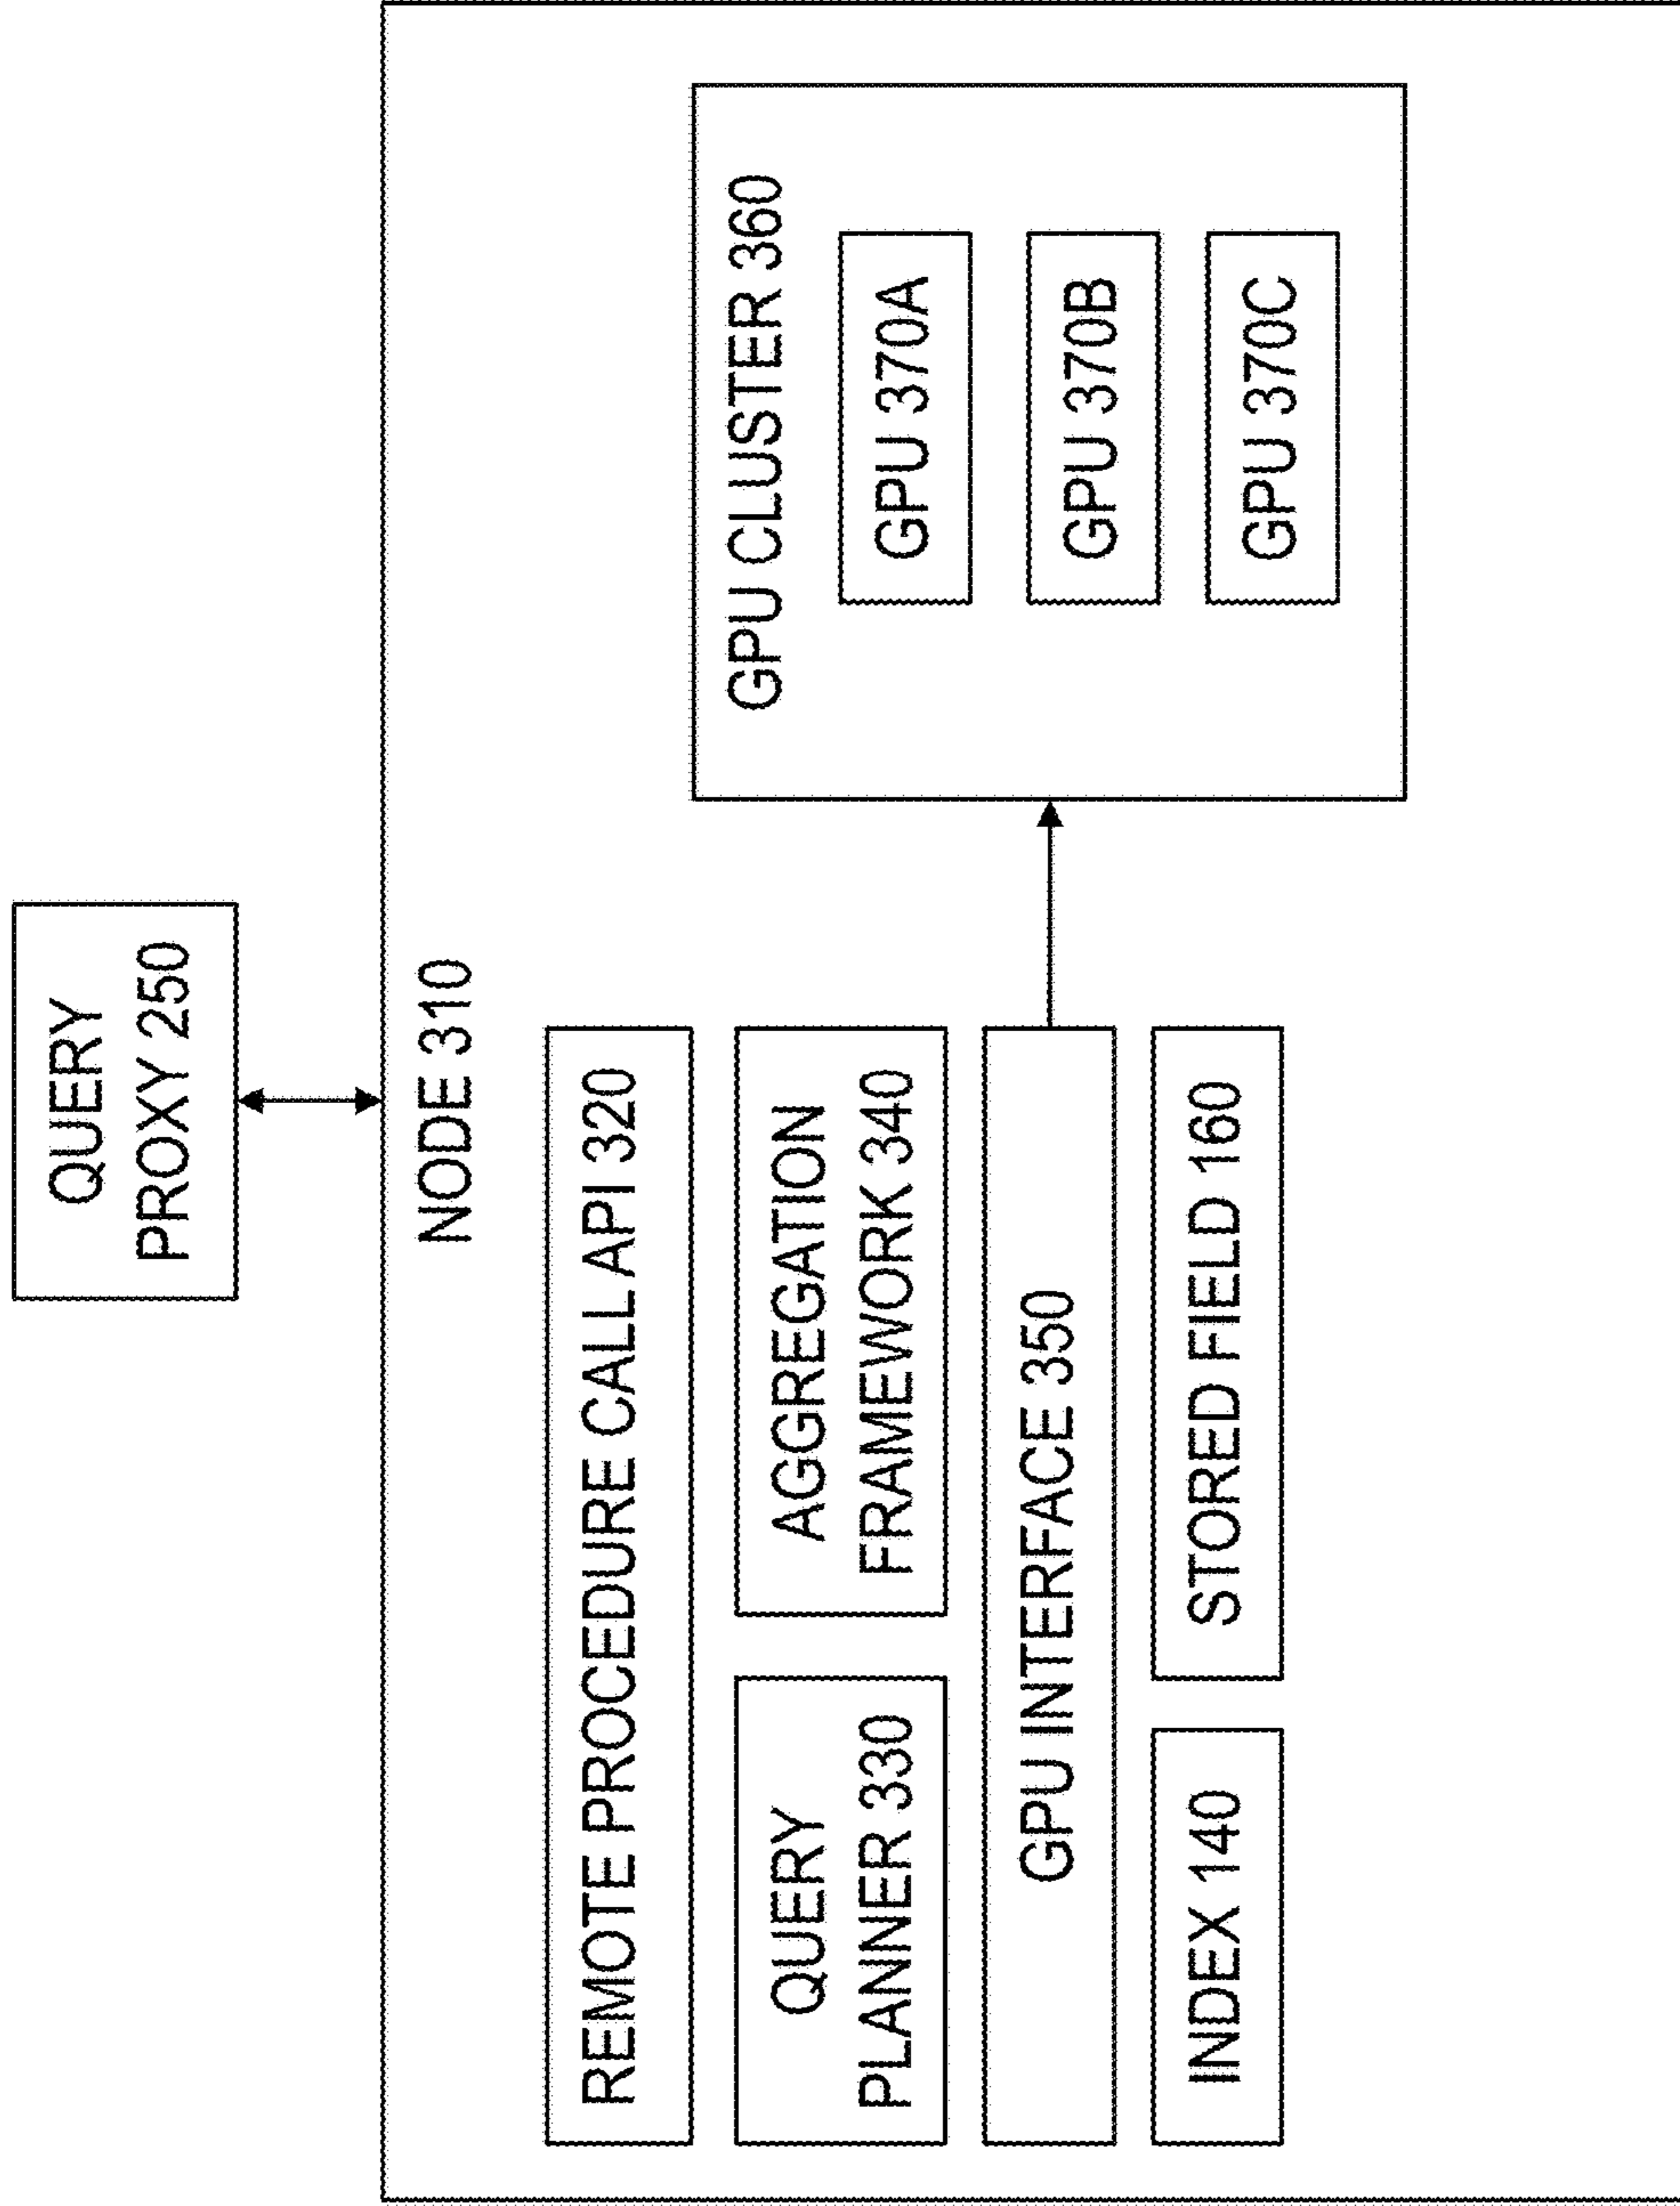 QUERY
PROXY 250
NODE 310
REMOTE PROCEDURE CALL API 320
QUERY
PLANNER 330
AGGREGATION
FRAMEWORK 340
GPU INTERFACE 350
INDEX 140
STORED FIELD 160
GPU CLUSTER 360
GPU 370A
GPU 370B
GPU 370C